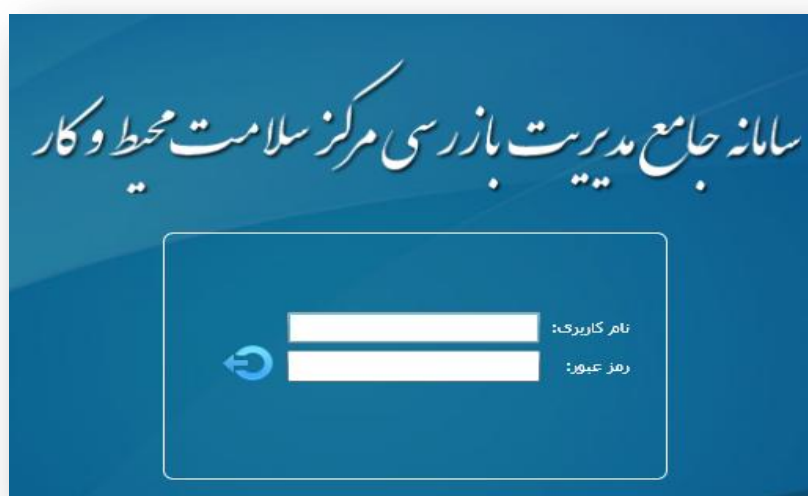 سامانه جامع مدیریت بازرسی مرکز سلامت محیط و کار
نام کاربری:
رمز عبور: